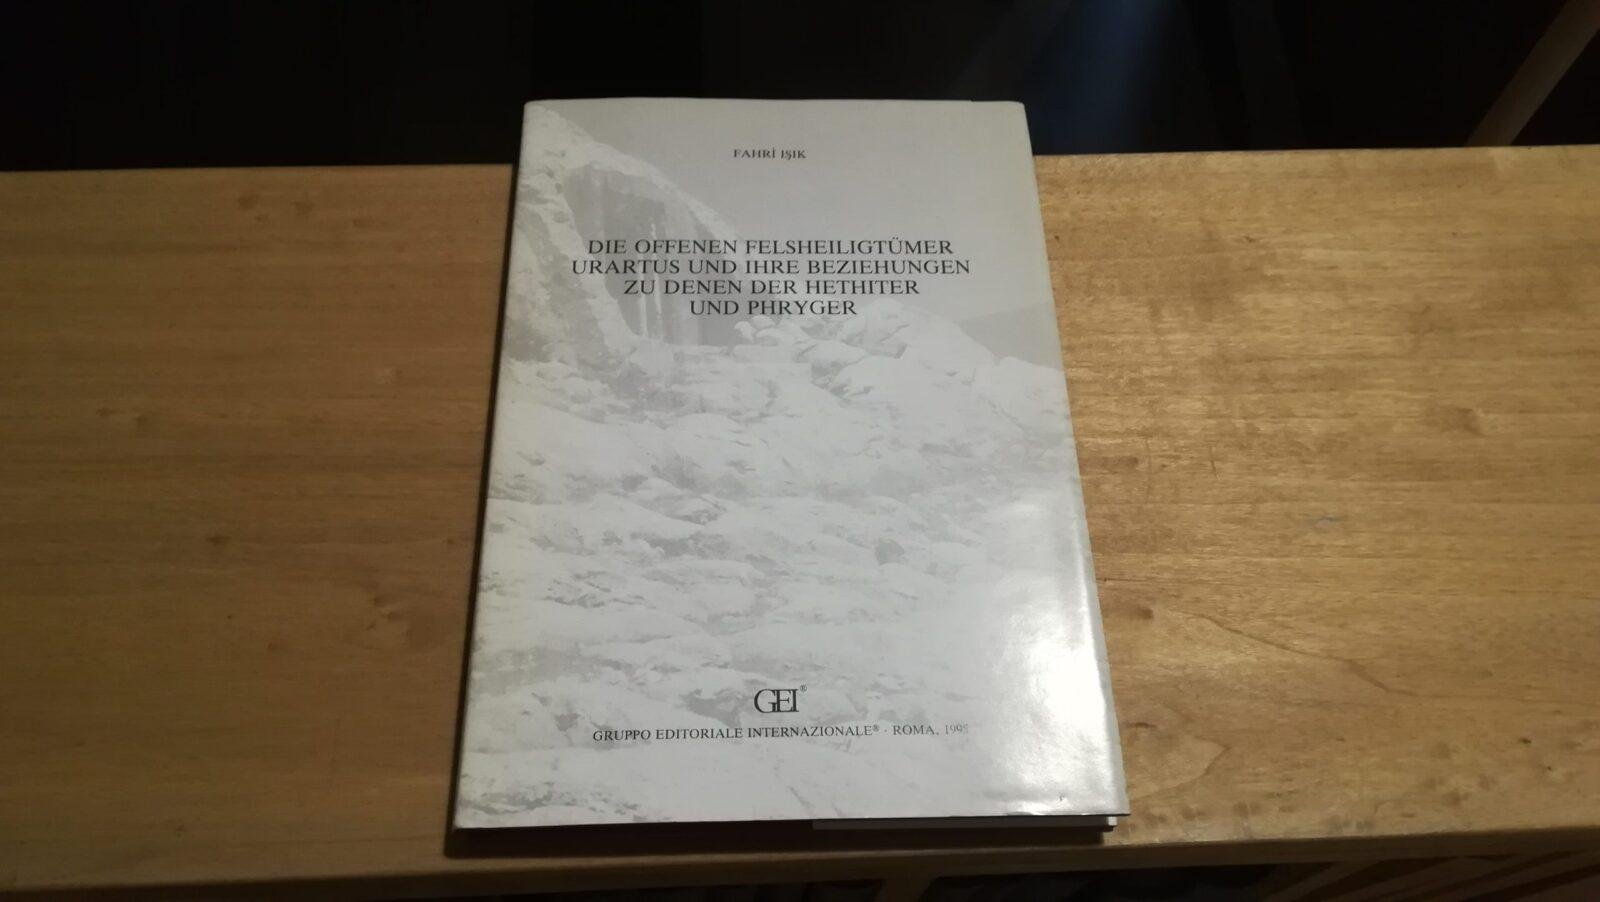 FAHRİ IŞIK
DIE OFFENEN FELSHEILIGTÜMER
URARTUS UND IHRE BEZIEHUNGEN
ZU DENEN DER HETHITER
UND PHRYGER
GEI®
GRUPPO EDITORIALE INTERNAZIONALE® · ROMA, 1995